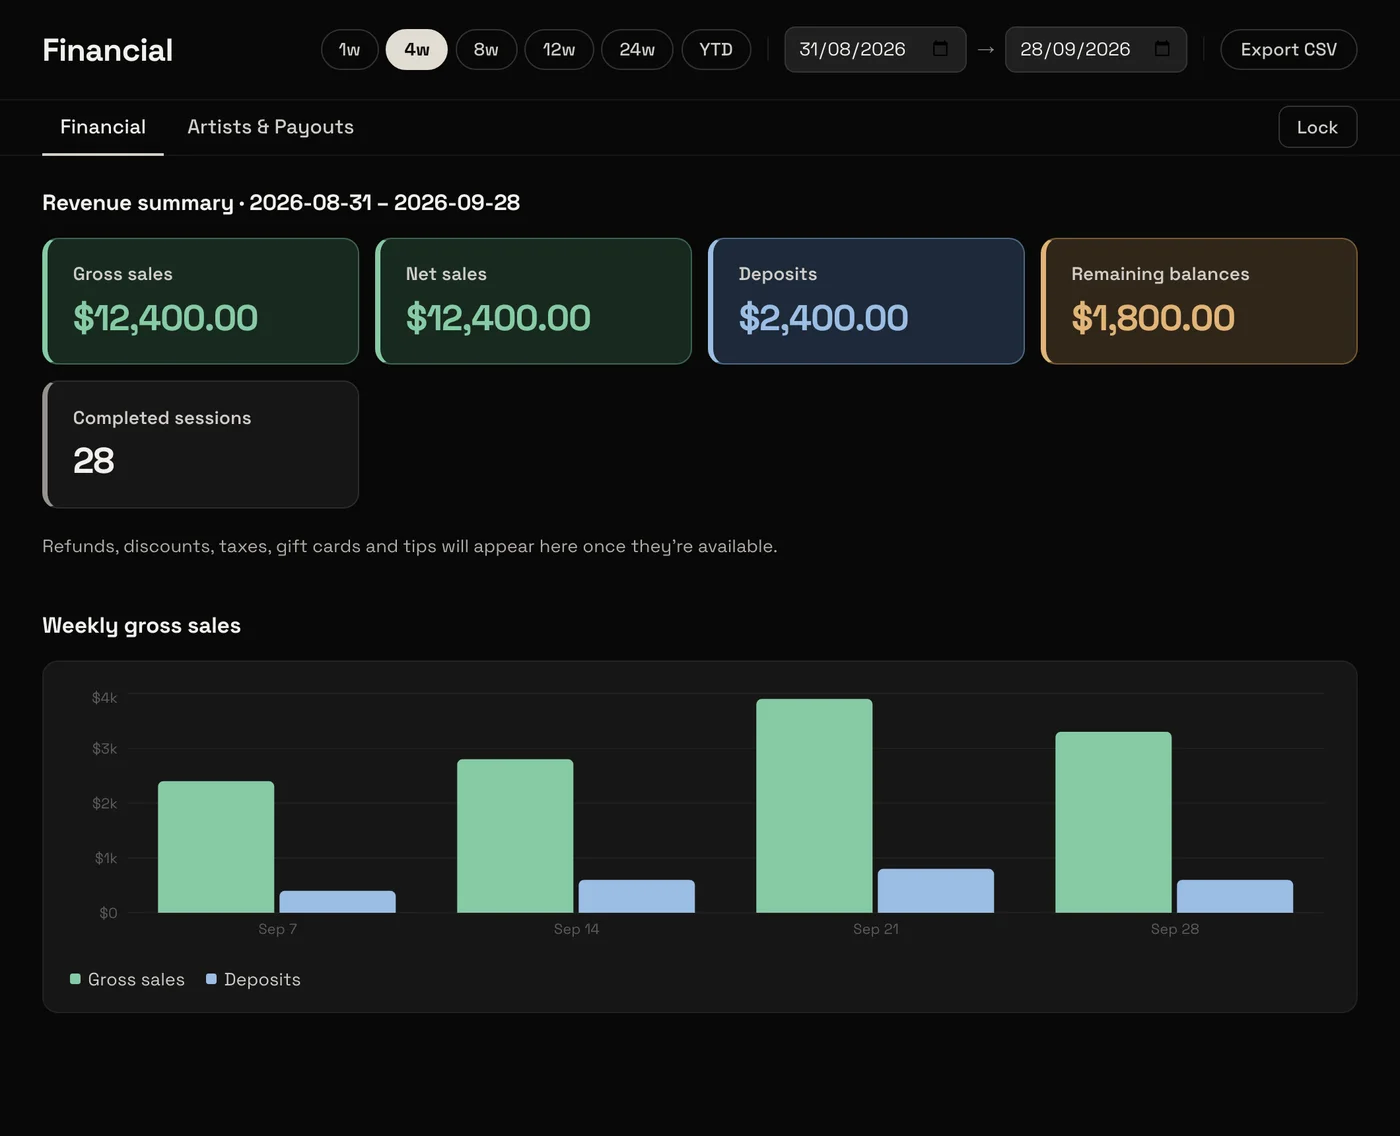 Financial
1w 4w 8w 12w 24w YTD 31/08/2026 → 28/09/2026 Export CSV
Financial Artists & Payouts Lock
Revenue summary · 2026-08-31 – 2026-09-28
Gross sales
$12,400.00
Net sales
$12,400.00
Deposits
$2,400.00
Remaining balances
$1,800.00
Completed sessions
28
Refunds, discounts, taxes, gift cards and tips will appear here once they’re available.
Weekly gross sales
$4k
$3k
$2k
$1k
$0
Sep 7 Sep 14 Sep 21 Sep 28
Gross sales Deposits